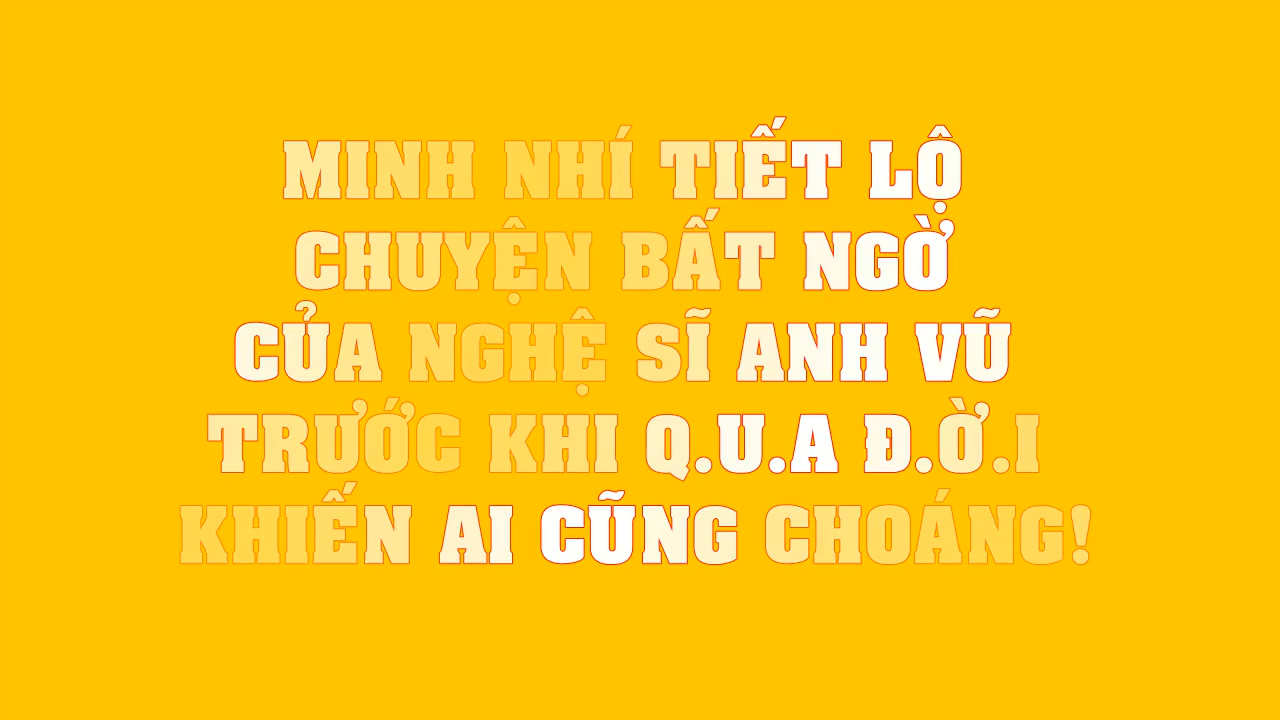 MINH NHÍ TIẾT LỘ
CHUYỆN BẤT NGỜ
CỦA NGHỆ SĨ ANH VŨ
TRƯỚC KHI Q.U.A Đ.Ờ.I
KHIẾN AI CŨNG CHOÁNG!